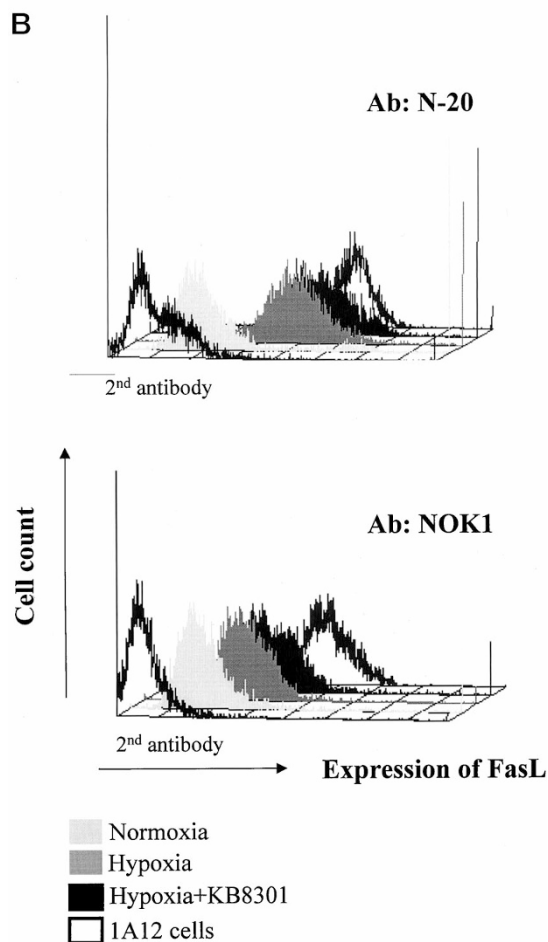 B
Ab: N-20
2nd antibody
Cell count
Ab: NOK1
2nd antibody
Expression of FasL
Normoxia
Hypoxia
Hypoxia+KB8301
1A12 cells